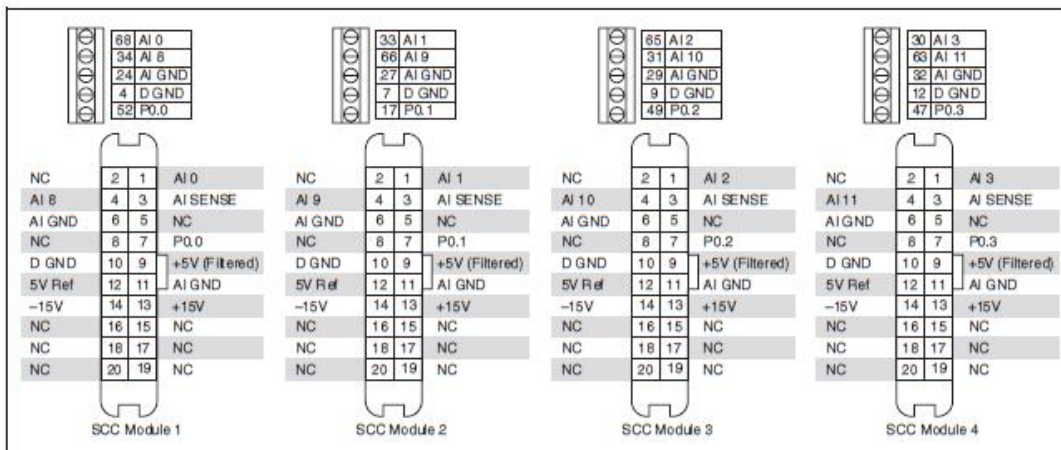 68 AI 0
34 AI 8
24 AI GND
4 D GND
52 P0.0
33 AI 1
66 AI 9
27 AI GND
7 D GND
17 P0.1
65 AI 2
31 AI 10
29 AI GND
9 D GND
49 P0.2
30 AI 3
63 AI 11
32 AI GND
12 D GND
47 P0.3
NC 2 1 AI 0
AI 8 4 3 AI SENSE
AI GND 6 5 NC
NC 8 7 P0.0
D GND 10 9 +5V (Filtered)
5V Ref 12 11 AI GND
–15V 14 13 +15V
NC 16 15 NC
NC 18 17 NC
NC 20 19 NC
SCC Module 1
NC 2 1 AI 1
AI 9 4 3 AI SENSE
AI GND 6 5 NC
NC 8 7 P0.1
D GND 10 9 +5V (Filtered)
5V Ref 12 11 AI GND
–15V 14 13 +15V
NC 16 15 NC
NC 18 17 NC
NC 20 19 NC
SCC Module 2
NC 2 1 AI 2
AI 10 4 3 AI SENSE
AI GND 6 5 NC
NC 8 7 P0.2
D GND 10 9 +5V (Filtered)
5V Ref 12 11 AI GND
–15V 14 13 +15V
NC 16 15 NC
NC 18 17 NC
NC 20 19 NC
SCC Module 3
NC 2 1 AI 3
AI 11 4 3 AI SENSE
AI GND 6 5 NC
NC 8 7 P0.3
D GND 10 9 +5V (Filtered)
5V Ref 12 11 AI GND
–15V 14 13 +15V
NC 16 15 NC
NC 18 17 NC
NC 20 19 NC
SCC Module 4